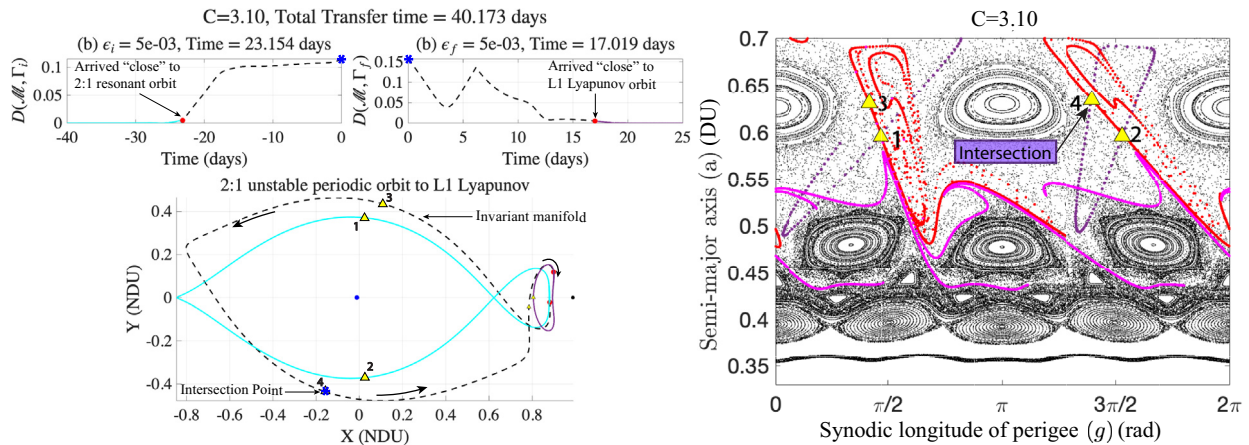 C=3.10, Total Transfer time = 40.173 days
(b) ϵi = 5e-03, Time = 23.154 days
D(ℳ, Γi)
0.1
0.05
0
Arrived “close” to
2:1 resonant orbit
-40 -30 -20 -10 0
Time (days)
(b) ϵf = 5e-03, Time = 17.019 days
D(ℳ, Γf)
0.15
0.1
0.05
0
Arrived “close” to
L1 Lyapunov orbit
0 5 10 15 20 25
Time (days)
2:1 unstable periodic orbit to L1 Lyapunov
Y (NDU)
0.4
0.2
0
0.2
-0.4
3
1
Invariant manifold
2
4
Intersection Point
-0.8 -0.6 -0.4 -0.2 0 0.2 0.4 0.6 0.8
X (NDU)
C=3.10
Semi-major axis (a) (DU)
0.7
0.65
0.6
0.55
0.5
0.45
0.4
0.35
3
1
4
2
Intersection
0 π/2 π 3π/2 2π
Synodic longitude of perigee (g) (rad)